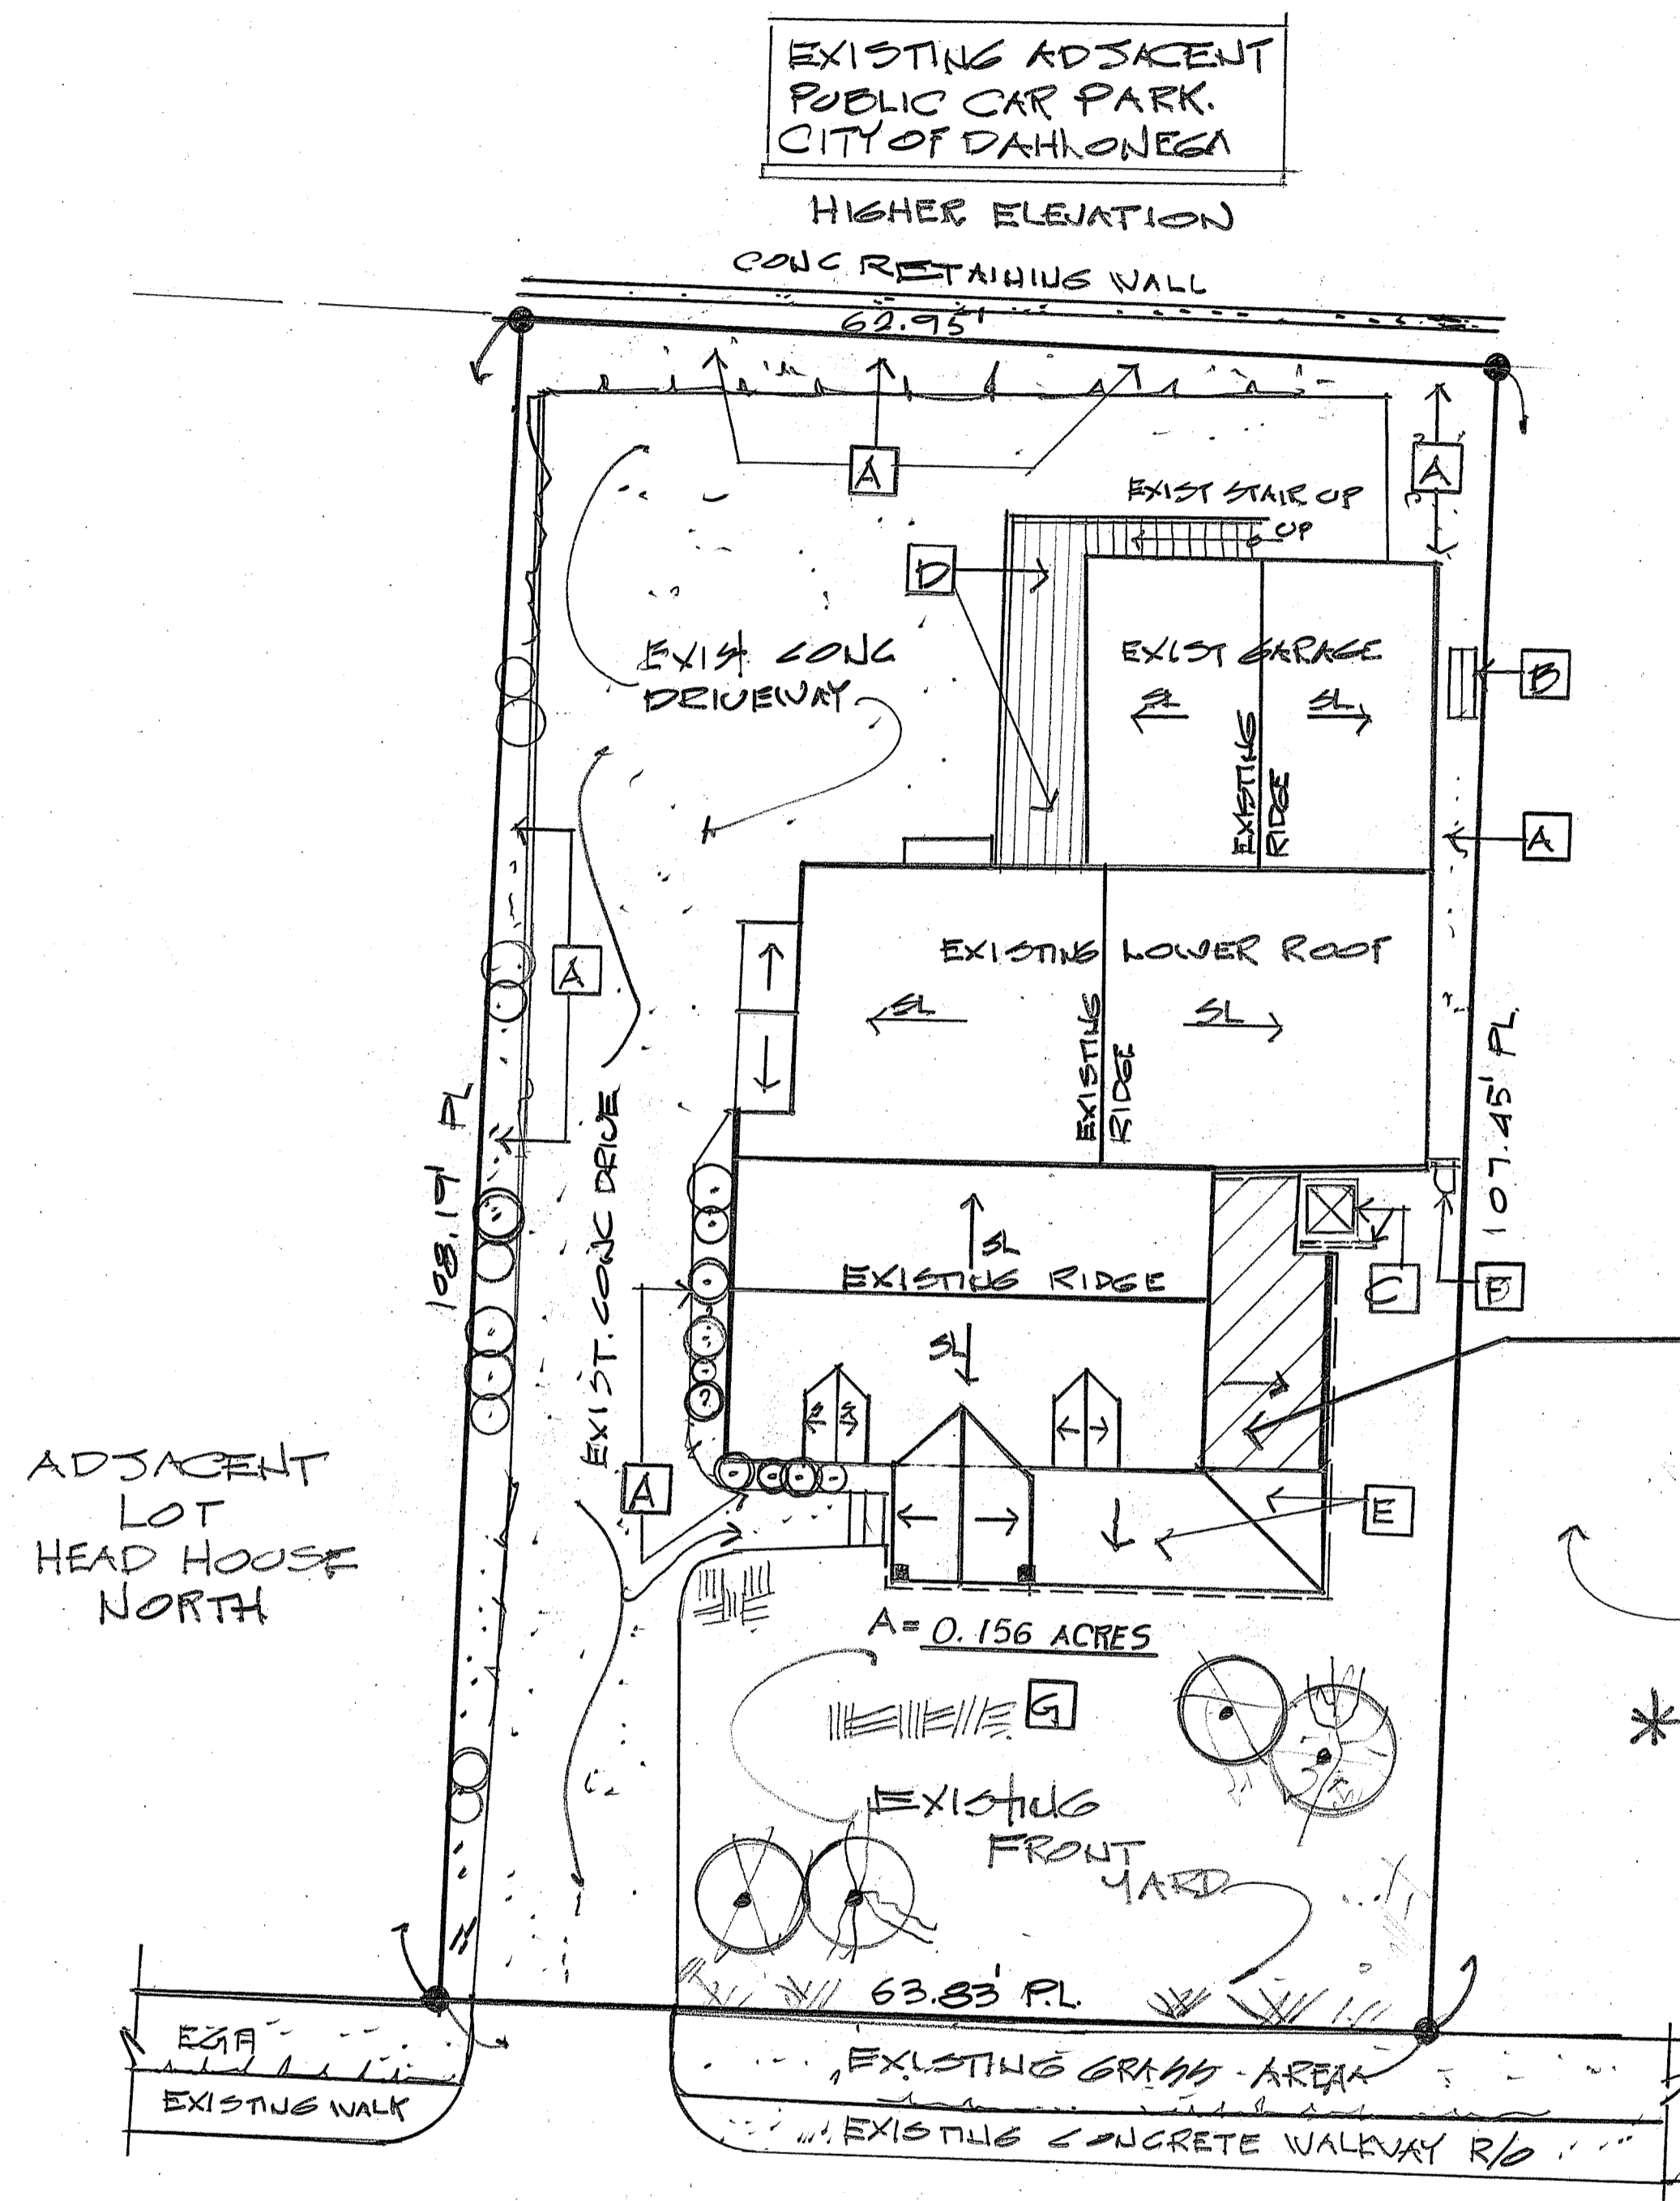 EXISTING ADJACENT
PUBLIC CAR PARK.
CITY OF DAHLONEGA
HIGHER ELEVATION
CONC RETAINING WALL
62.95'
A
A
EXIST STAIR UP
UP
D
EXIST CONC
DRIVEWAY
EXIST GARAGE
SL
SL
B
EXISTING
RIDGE
A
EXISTING LOWER ROOF
A
SL
SL
EXISTING
RIDGE
107.45' PL.
108.19' PL
EXIST. CONC DRIVE
SL
EXISTING RIDGE
C
F
SL
ADJACENT
LOT
HEAD HOUSE
NORTH
A
E
A = 0.156 ACRES
G
*
EXISTING
FRONT
YARD
63.83' P.L.
EGA
EXISTING GRASS AREA
EXISTING WALK
EXISTING CONCRETE WALKWAY R/O